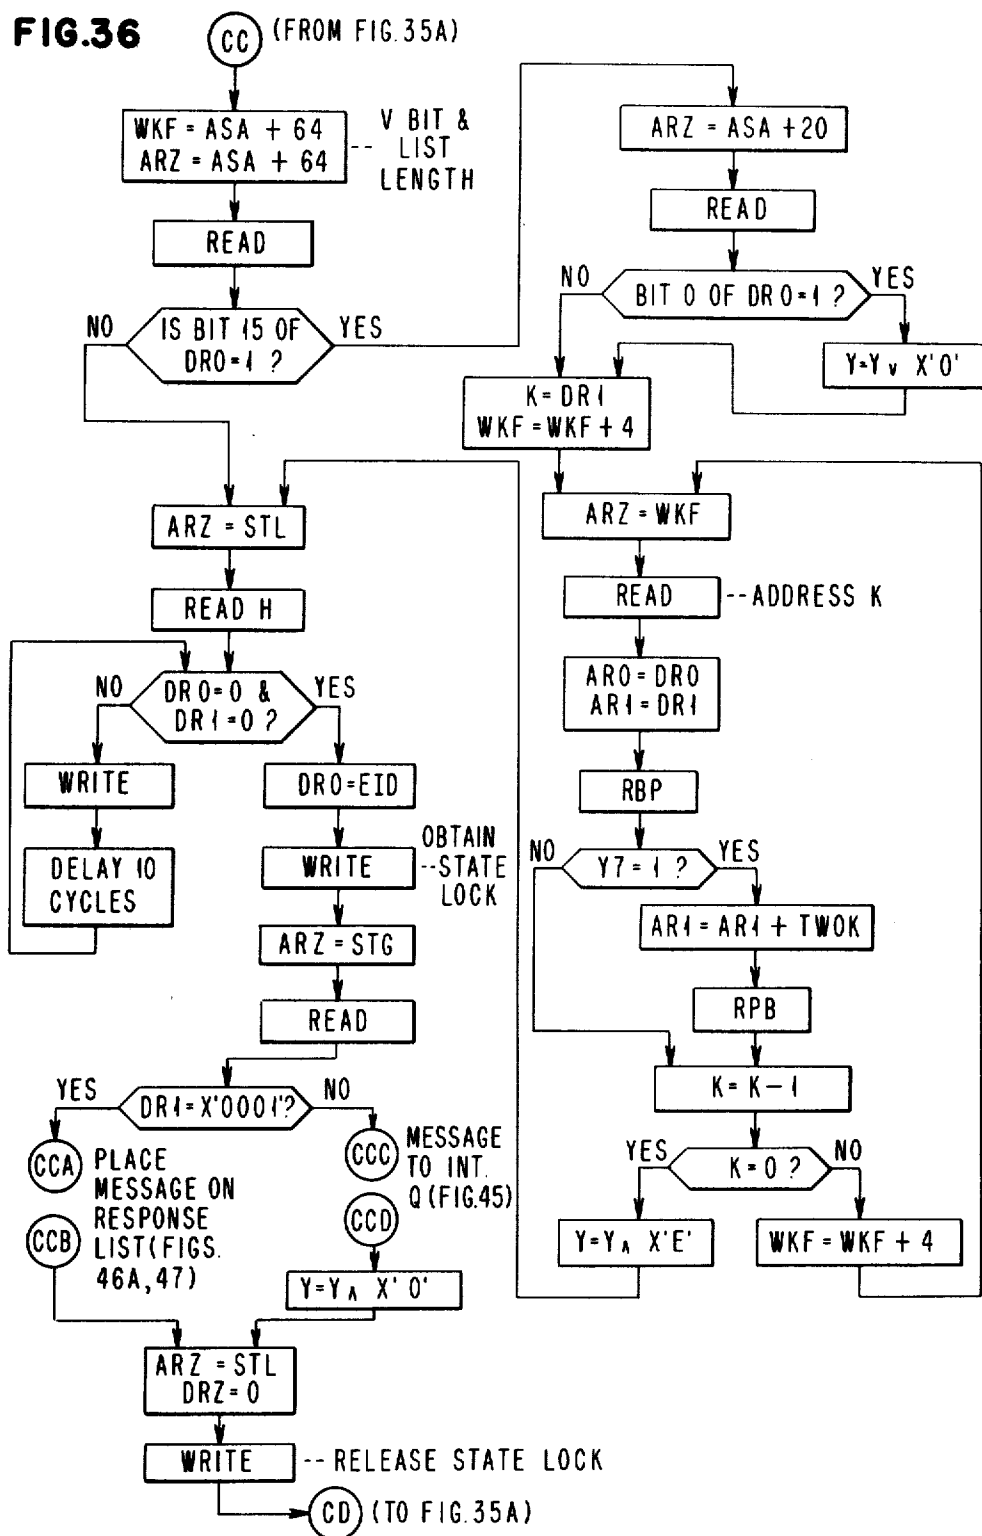 FIG.36
CC (FROM FIG.35A)
WKF = ASA + 64
ARZ = ASA + 64
-- V BIT &
LIST
LENGTH
READ
IS BIT 15 OF
DR0=1 ?
NO
YES
ARZ = ASA +20
READ
BIT 0 OF DR0=1 ?
NO
YES
Y=Y v X'0'
K= DR1
WKF = WKF + 4
ARZ = WKF
READ
--ADDRESS K
AR0= DR0
AR1= DR1
RBP
Y7 = 1 ?
NO
YES
AR1= AR1 + TWOK
RPB
K= K-1
K=0 ?
YES
NO
Y=Y∧ X'E'
WKF = WKF + 4
ARZ = STL
READ H
DR0=0 &
DR1=0 ?
NO
YES
WRITE
DELAY 10
CYCLES
DR0=EID
WRITE
OBTAIN
--STATE
LOCK
ARZ = STG
READ
DR1=X'0001'?
YES
NO
CCA
PLACE
MESSAGE ON
RESPONSE
LIST(FIGS.
46A,47)
CCB
CCC
MESSAGE
TO INT.
Q (FIG.45)
CCD
Y=Y∧ X'0'
ARZ = STL
DRZ= 0
WRITE
-- RELEASE STATE LOCK
CD (TO FIG.35A)